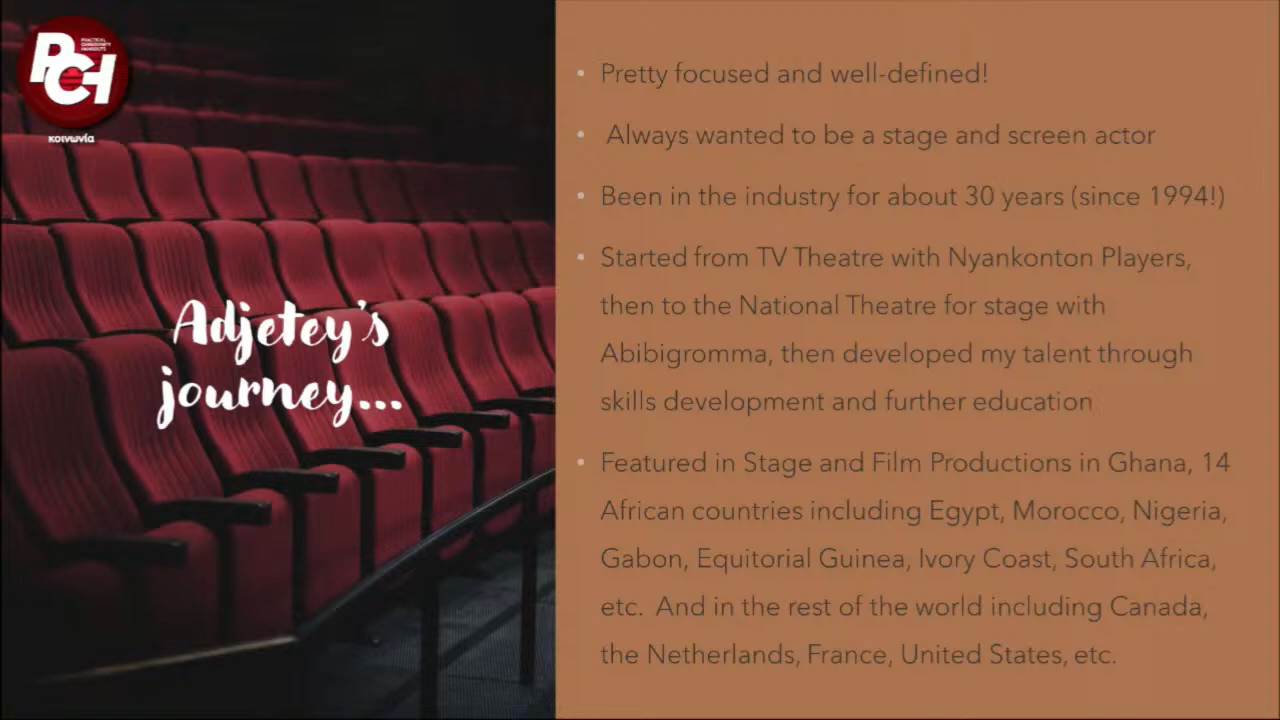 PCH
PRACTICAL
CHRISTIANITY
HANGOUTS
κοινωνία
Adjetey's
journey...
• Pretty focused and well-defined!
• Always wanted to be a stage and screen actor
• Been in the industry for about 30 years (since 1994!)
• Started from TV Theatre with Nyankonton Players,
then to the National Theatre for stage with
Abibigromma, then developed my talent through
skills development and further education
• Featured in Stage and Film Productions in Ghana, 14
African countries including Egypt, Morocco, Nigeria,
Gabon, Equitorial Guinea, Ivory Coast, South Africa,
etc. And in the rest of the world including Canada,
the Netherlands, France, United States, etc.